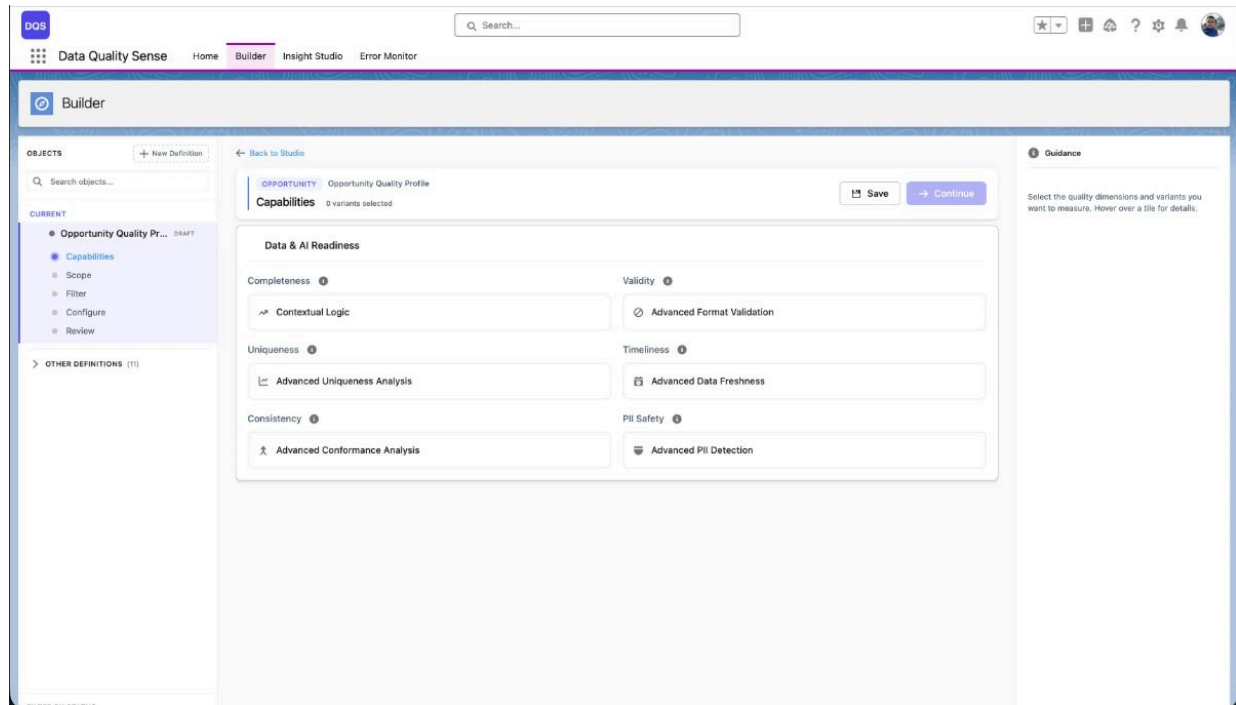 DQS
Search...
Data Quality Sense
Home Builder Insight Studio Error Monitor
Builder
OBJECTS
New Definition
Search objects...
CURRENT
Opportunity Quality Pr... DRAFT
Capabilities
Scope
Filter
Configure
Review
OTHER DEFINITIONS (11)
← Back to Studio
OPPORTUNITY Opportunity Quality Profile
Capabilities 0 variants selected
Save
→ Continue
Data & AI Readiness
Completeness
Validity
Contextual Logic
Advanced Format Validation
Uniqueness
Timeliness
Advanced Uniqueness Analysis
Advanced Data Freshness
Consistency
PII Safety
Advanced Conformance Analysis
Advanced PII Detection
Guidance
Select the quality dimensions and variants you
want to measure. Hover over a tile for details.